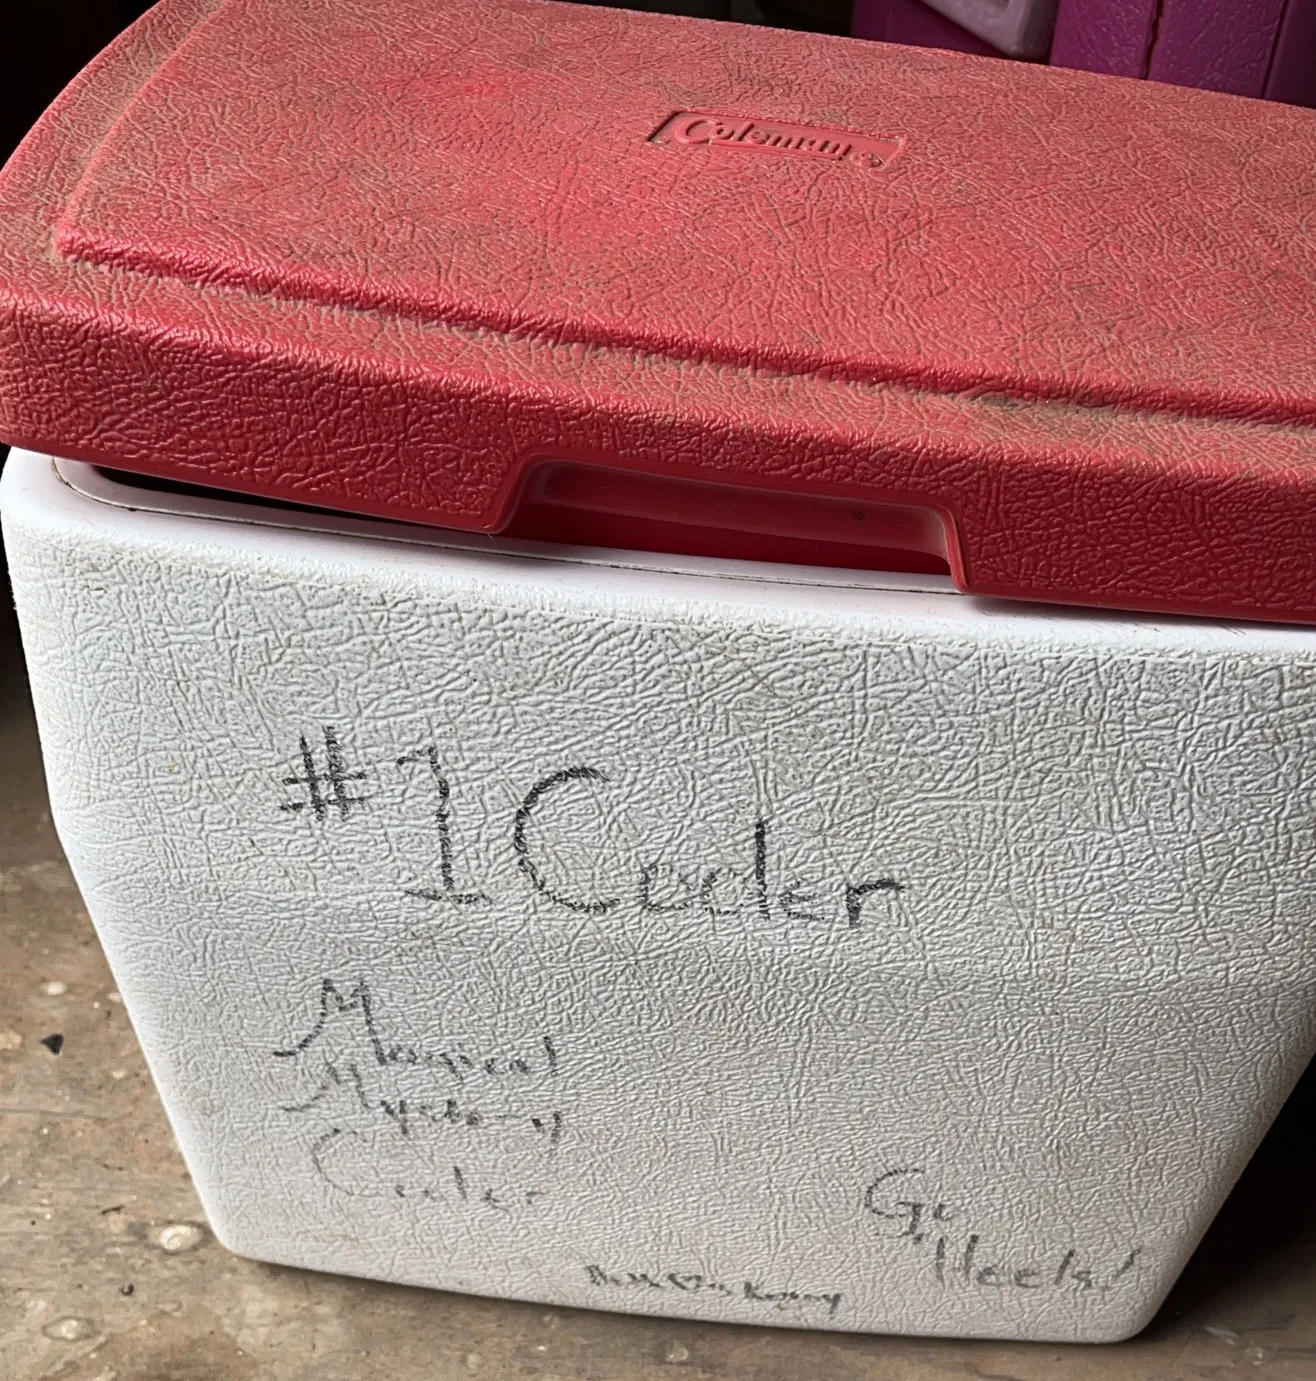 Coleman
#1 Cooler
Magical
Mystery
Cooler
Go
Heels!